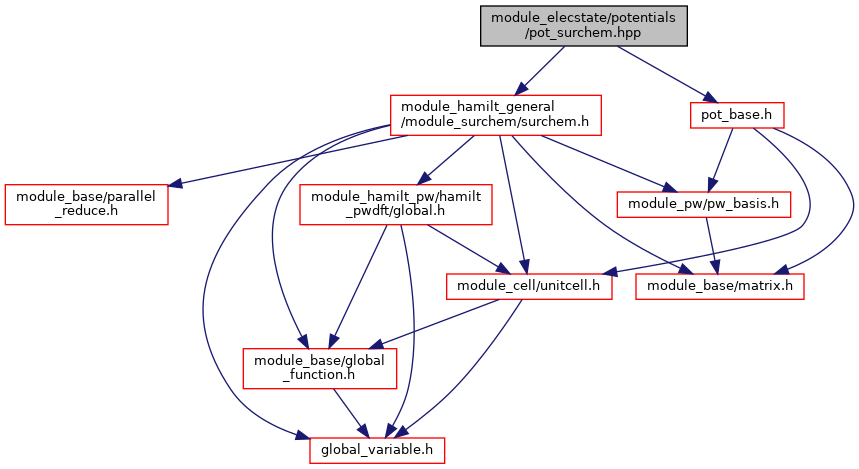 module_elecstate/potentials
/pot_surchem.hpp
module_hamilt_general
/module_surchem/surchem.h
pot_base.h
module_base/parallel
_reduce.h
module_hamilt_pw/hamilt
_pwdft/global.h
module_pw/pw_basis.h
module_cell/unitcell.h
module_base/matrix.h
module_base/global
_function.h
global_variable.h